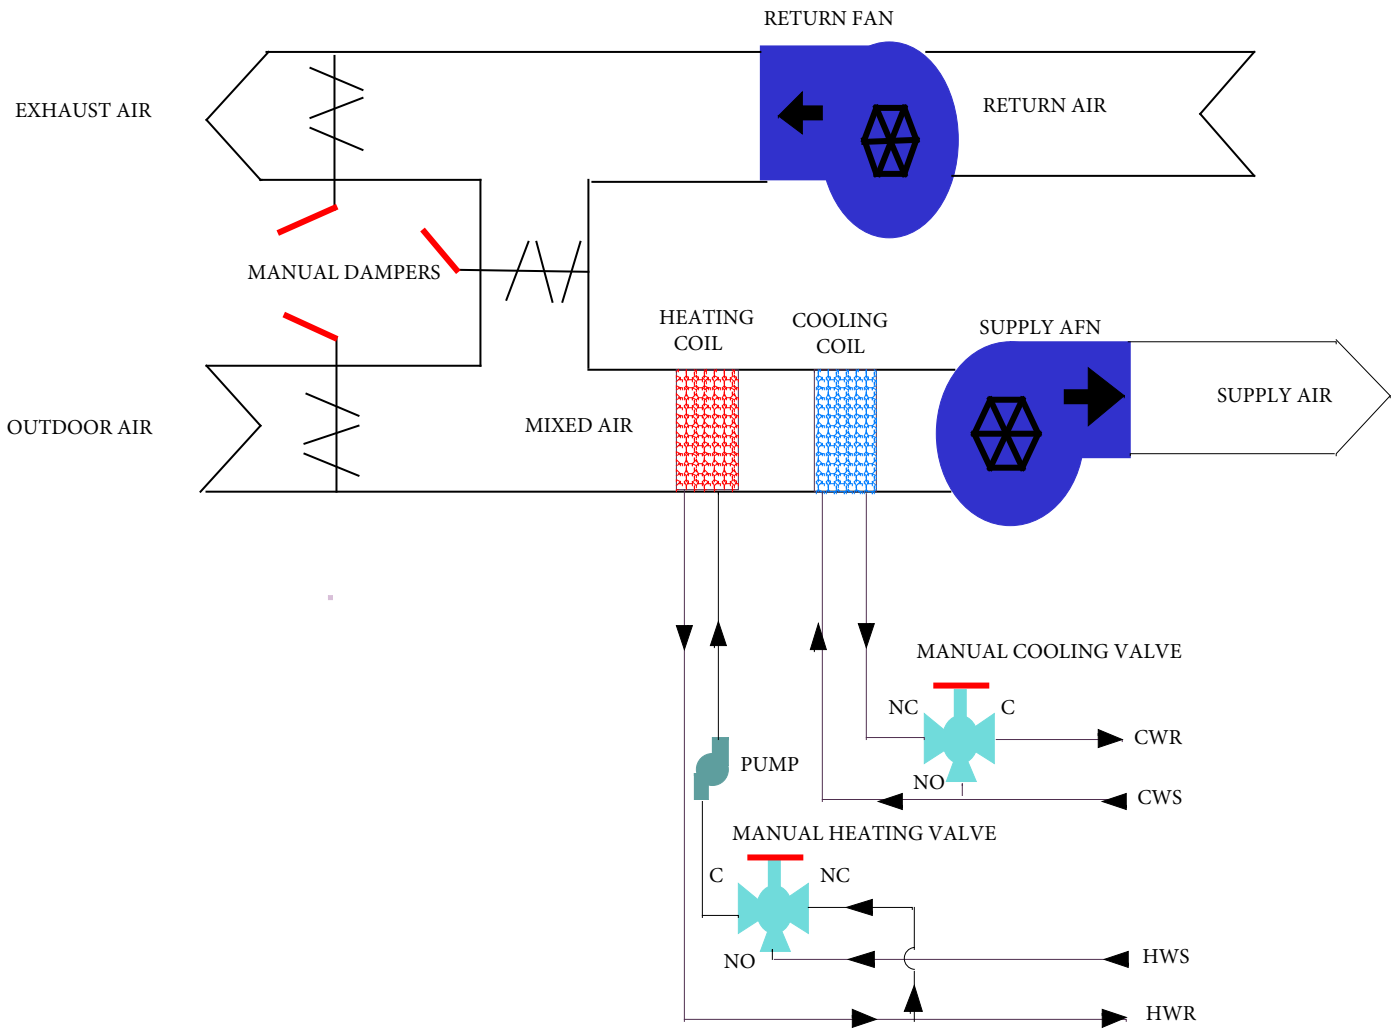 RETURN FAN
EXHAUST AIR
RETURN AIR
MANUAL DAMPERS
HEATING
COIL
COOLING
COIL
SUPPLY AFN
SUPPLY AIR
OUTDOOR AIR
MIXED AIR
MANUAL COOLING VALVE
NC
C
CWR
PUMP
NO
CWS
MANUAL HEATING VALVE
C
NC
NO
HWS
HWR